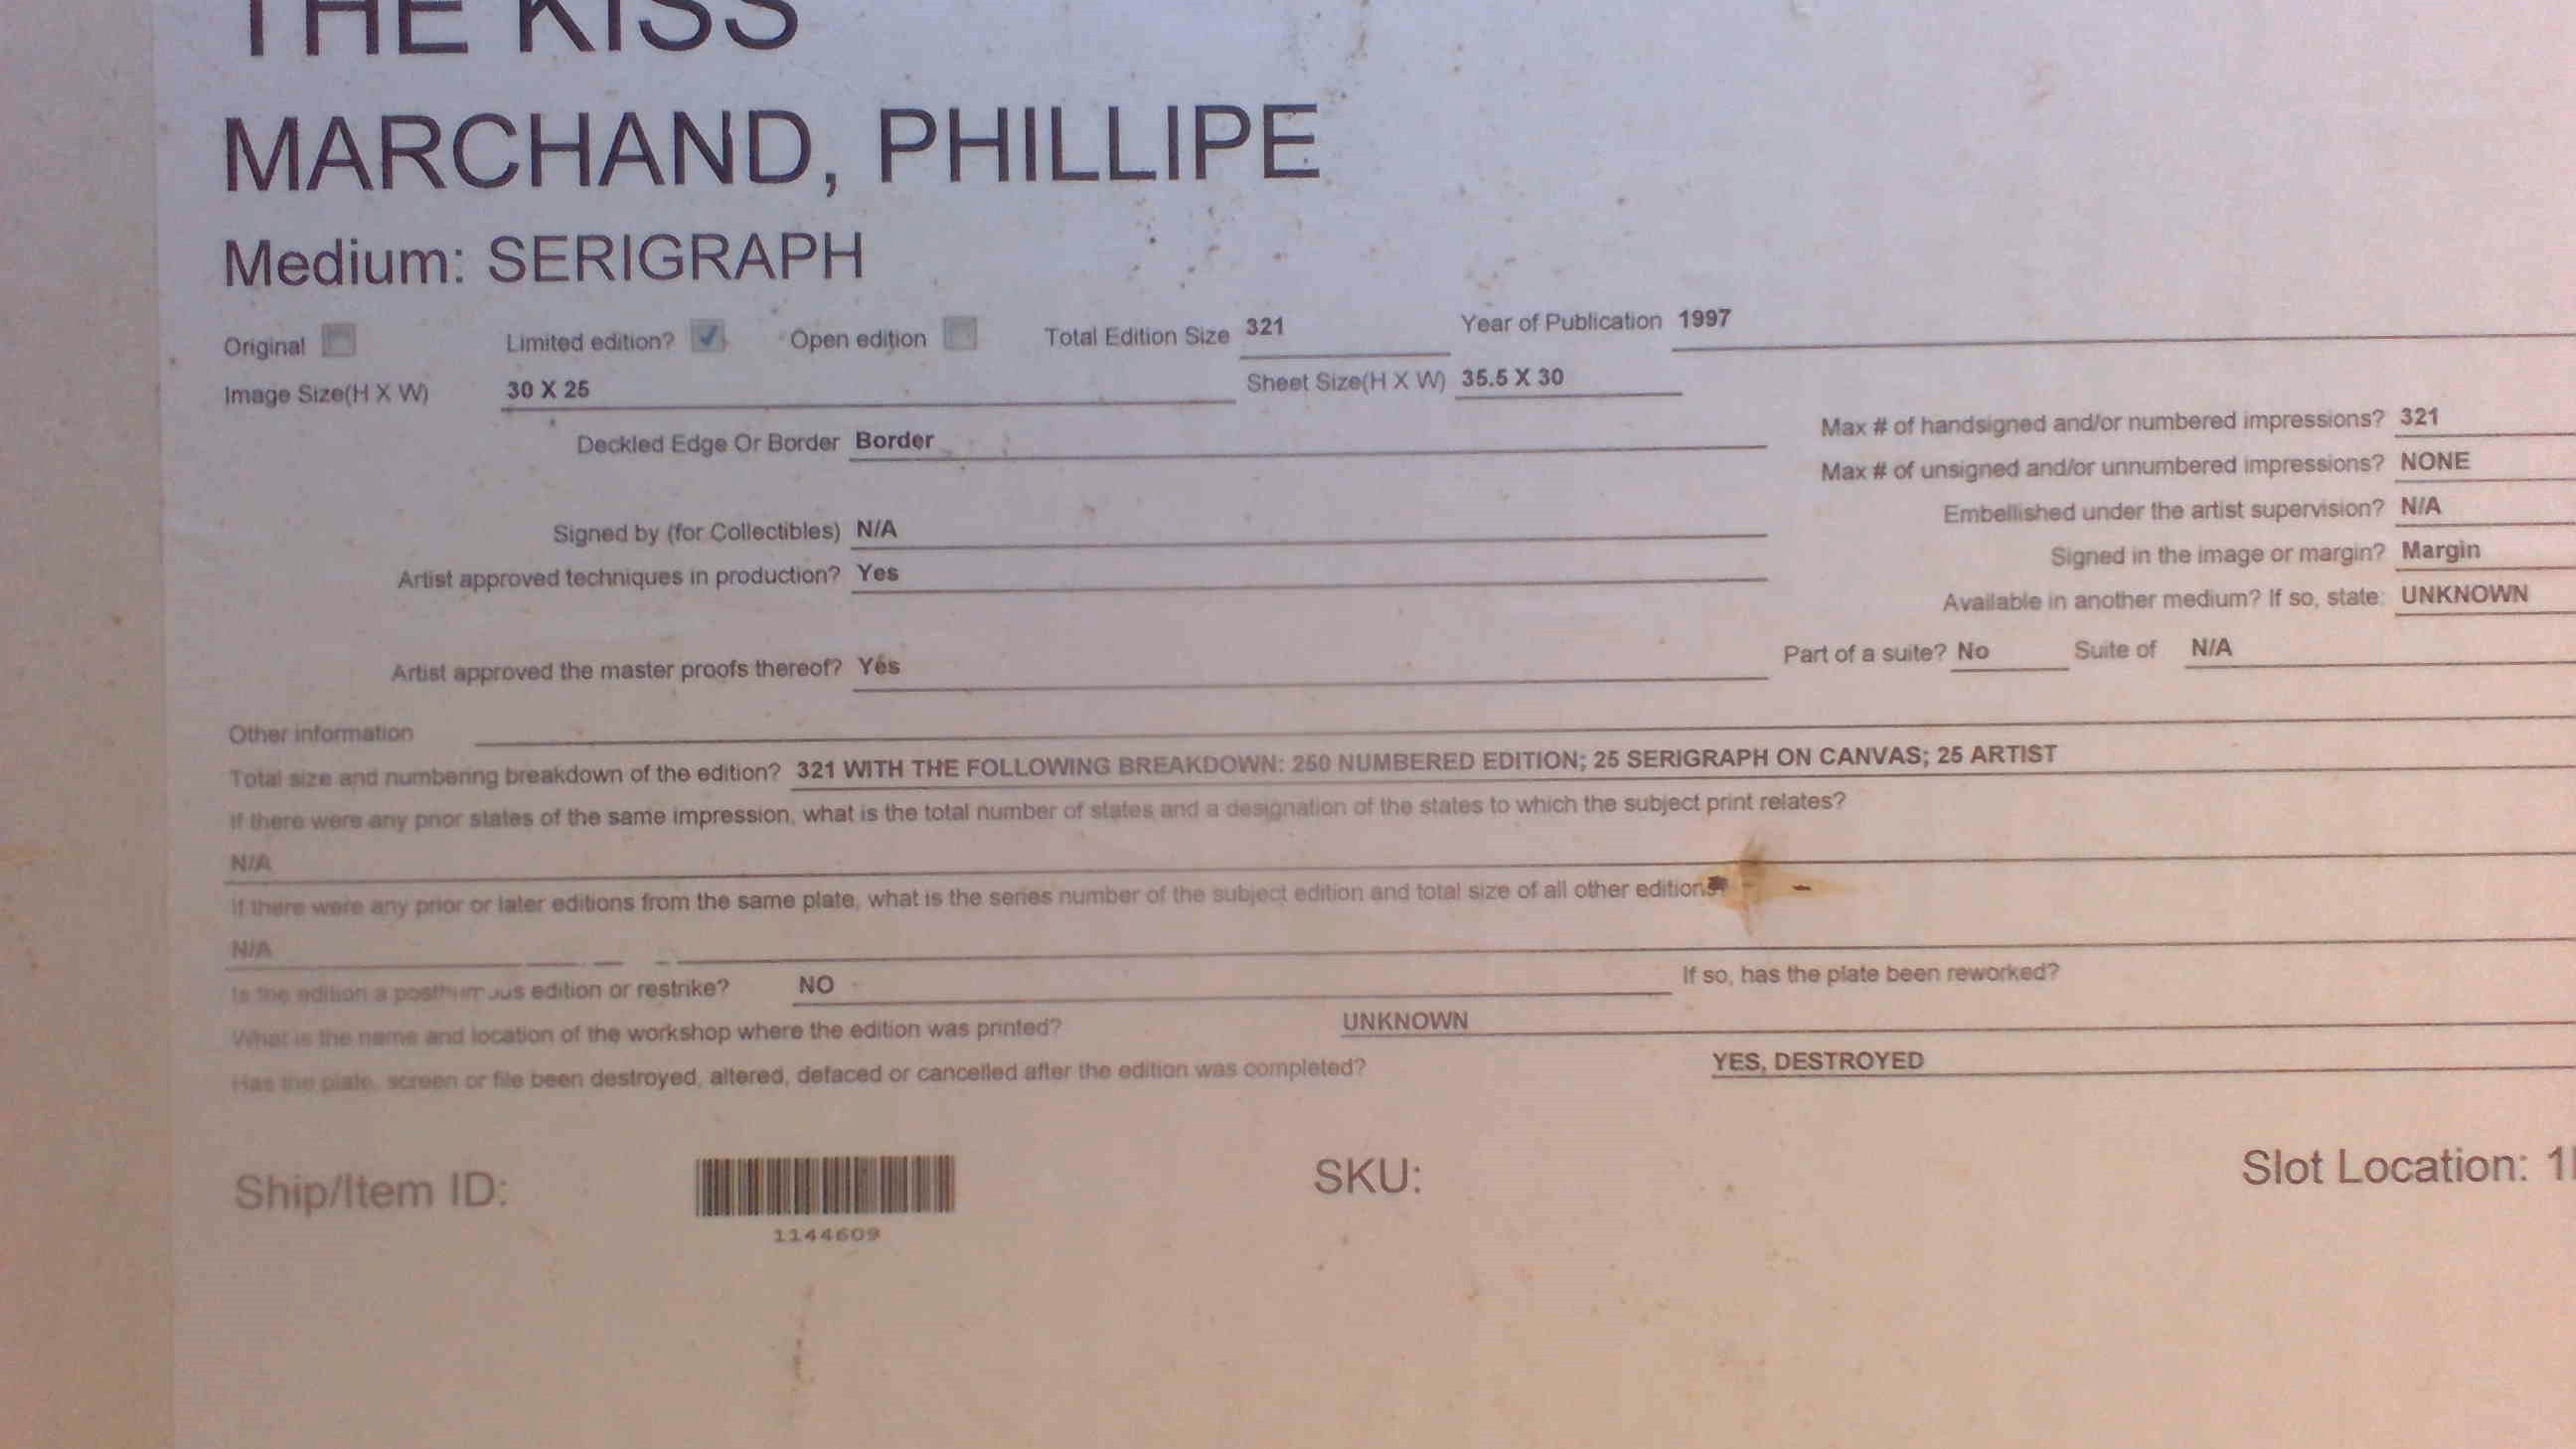 THE KISS
MARCHAND, PHILLIPE
Medium: SERIGRAPH
Original Limited edition? Open edition Total Edition Size 321 Year of Publication 1997
Image Size(H X W) 30 X 25 Sheet Size(H X W) 35.5 X 30
Max # of handsigned and/or numbered impressions? 321
Deckled Edge Or Border Border
Max # of unsigned and/or unnumbered impressions? NONE
Embellished under the artist supervision? N/A
Signed by (for Collectibles) N/A
Signed in the image or margin? Margin
Artist approved techniques in production? Yes
Available in another medium? If so, state: UNKNOWN
Artist approved the master proofs thereof? Yes
Part of a suite? No Suite of N/A
Other information
Total size and numbering breakdown of the edition? 321 WITH THE FOLLOWING BREAKDOWN: 250 NUMBERED EDITION; 25 SERIGRAPH ON CANVAS; 25 ARTIST
If there were any prior states of the same impression, what is the total number of states and a designation of the states to which the subject print relates?
N/A
If there were any prior or later editions from the same plate, what is the series number of the subject edition and total size of all other editions?
N/A
Is the edition a posthumous edition or restrike? NO If so, has the plate been reworked?
What is the name and location of the workshop where the edition was printed? UNKNOWN
Has the plate, screen or file been destroyed, altered, defaced or cancelled after the edition was completed? YES, DESTROYED
Ship/Item ID: SKU: Slot Location:
1144609